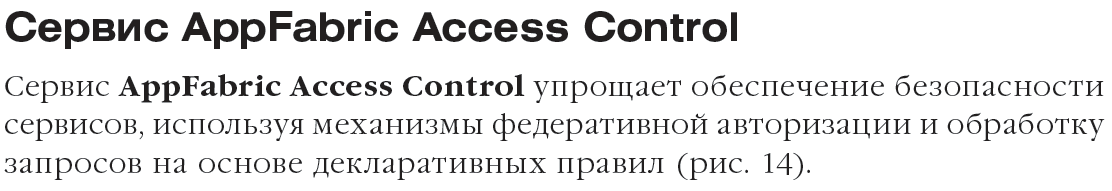 Сервис AppFabric Access Control
Сервис AppFabric Access Control упрощает обеспечение безопасности
сервисов, используя механизмы федеративной авторизации и обработку
запросов на основе декларативных правил (рис. 14).